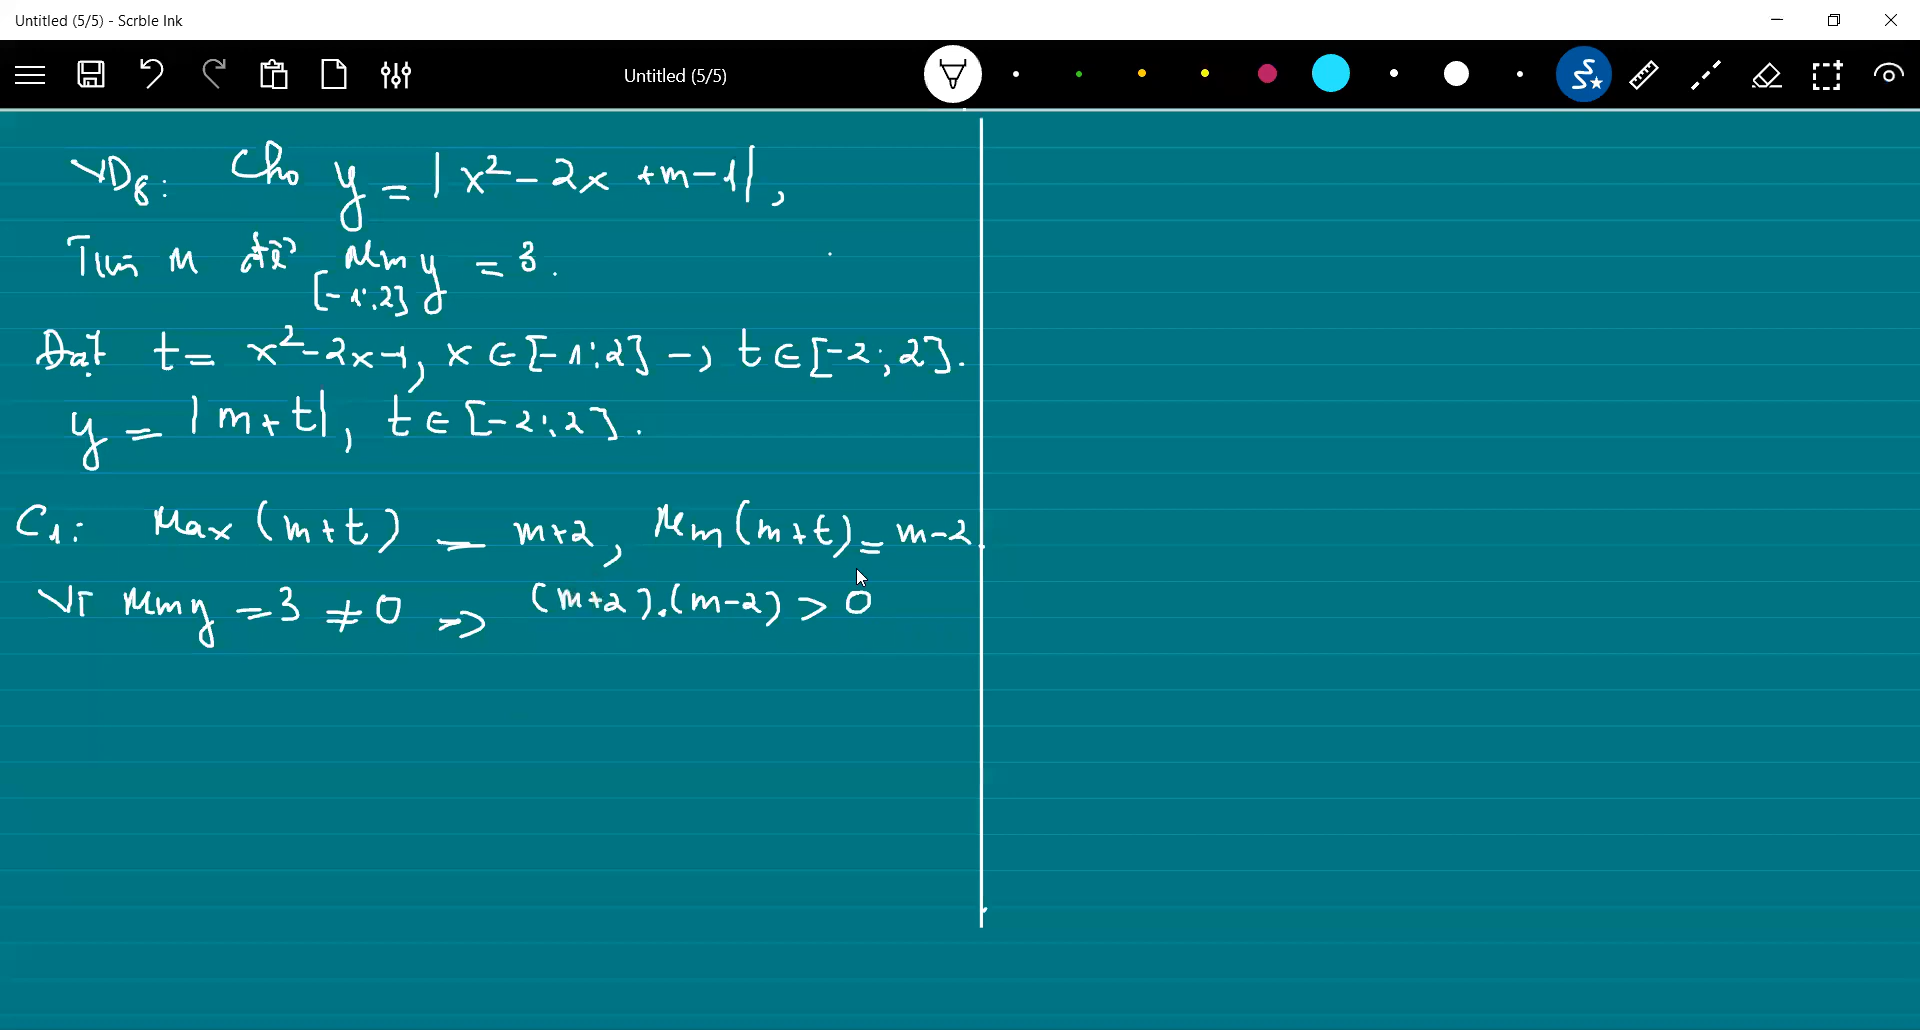 Untitled (5/5) - Scrble Ink
Untitled (5/5)
VD8: Cho y = |x² - 2x + m - 1|,
Tìm m để Min y = 3.
[-1; 2]
Đặt t = x² - 2x - 1, x ∈ [-1; 2] → t ∈ [-2; 2].
y = |m + t|, t ∈ [-2; 2].
C1: Max (m + t) = m + 2, Min (m + t) = m - 2.
Vì Min y = 3 ≠ 0 => (m + 2).(m - 2) > 0